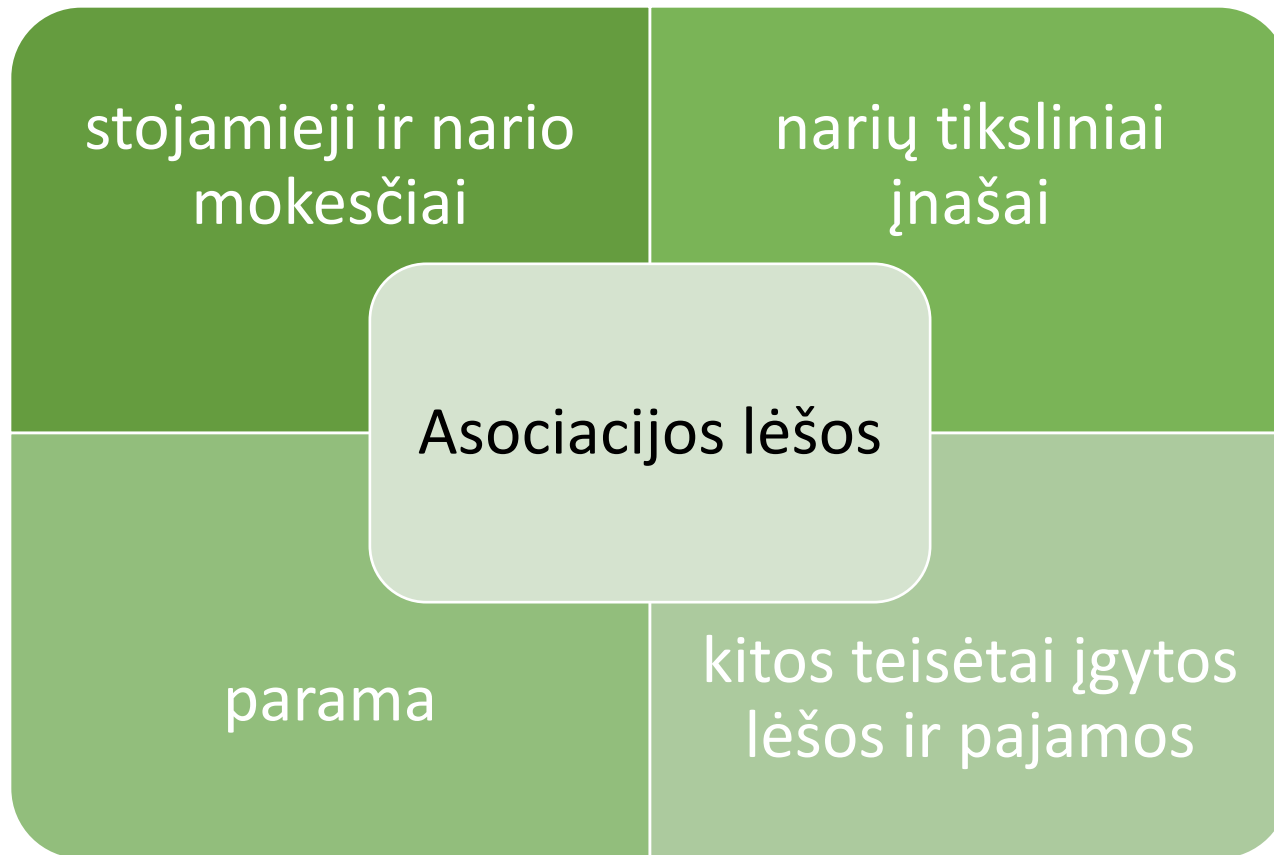 stojamieji ir nario
mokesčiai
narių tiksliniai
įnašai
Asociacijos lėšos
parama
kitos teisėtai įgytos
lėšos ir pajamos